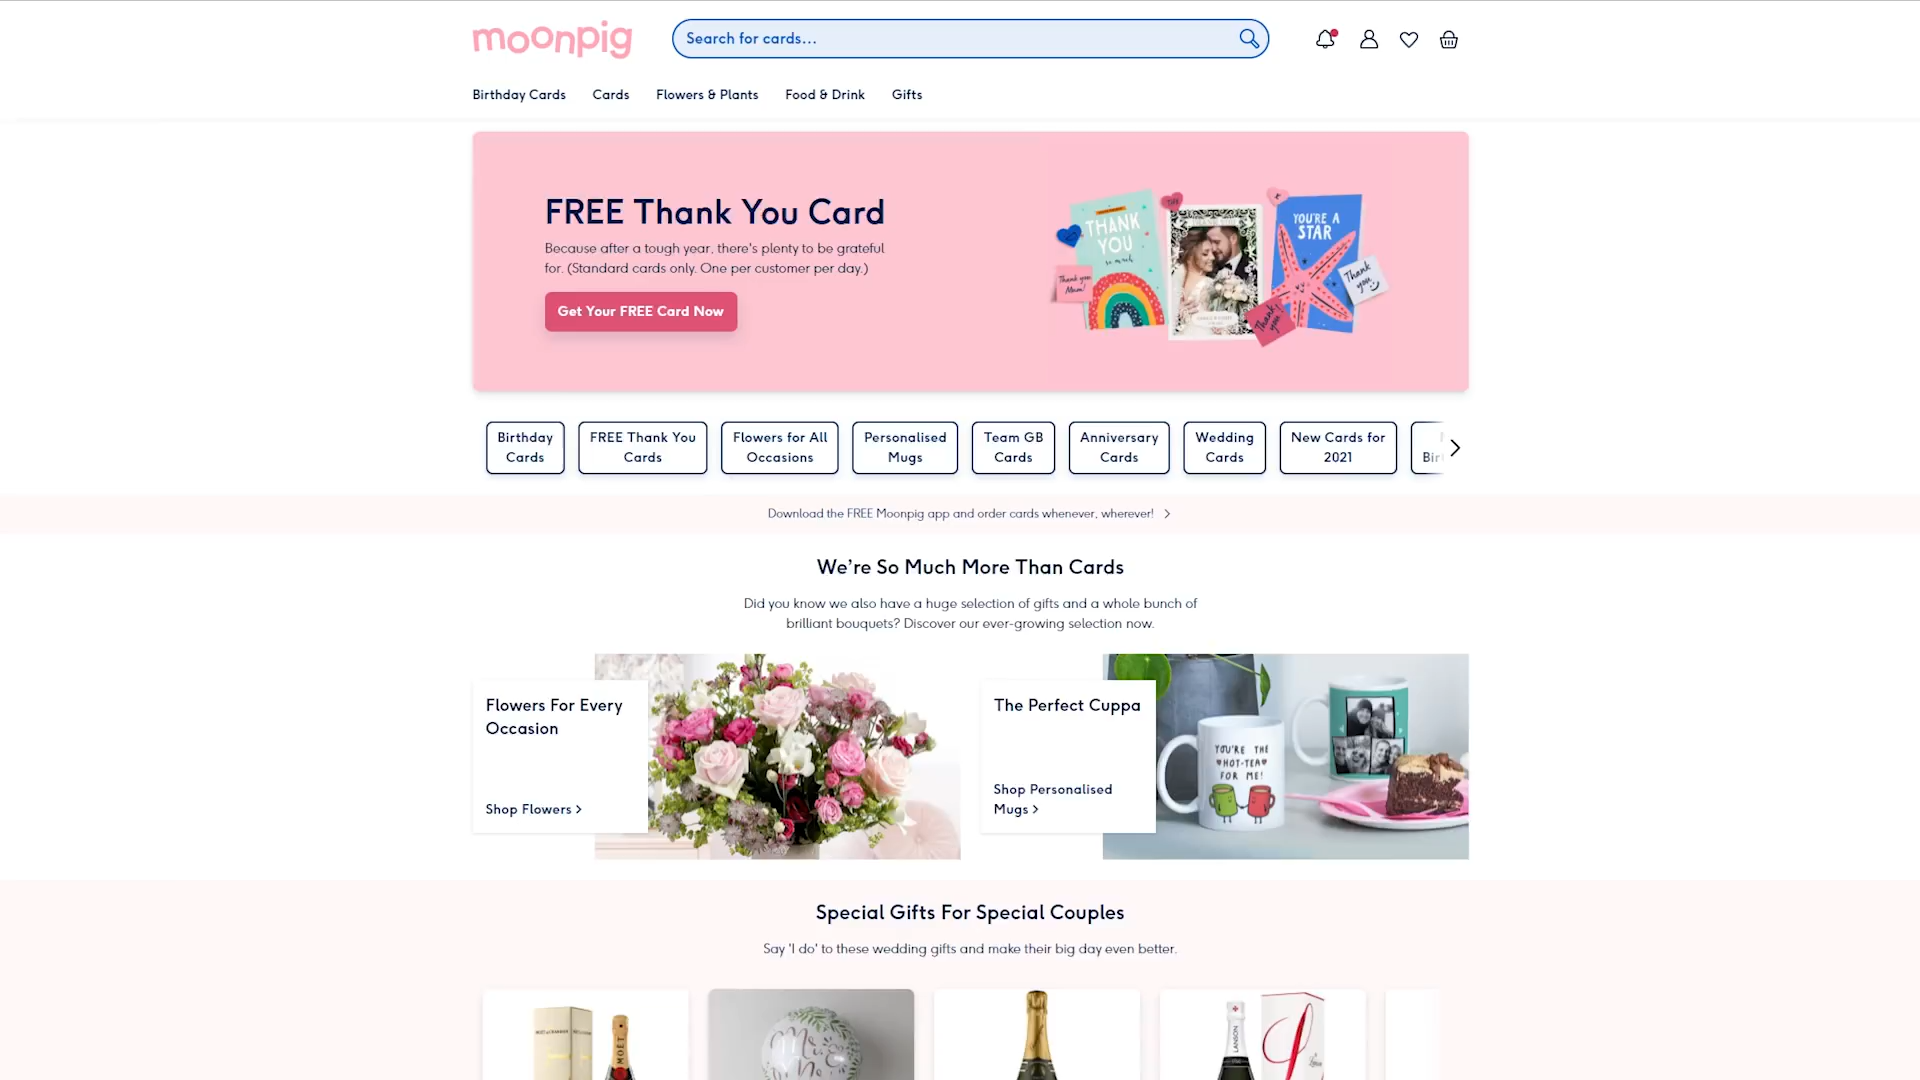 moonpig
Search for cards...
Birthday Cards
Cards
Flowers & Plants
Food & Drink
Gifts
FREE Thank You Card
Because after a tough year, there's plenty to be grateful
for. (Standard cards only. One per customer per day.)
Get Your FREE Card Now
THANK
YOU
so much
Thank you
Mum!
YOU'RE A
STAR
Thank
you
Thank
you
Birthday
Cards
FREE Thank You
Cards
Flowers for All
Occasions
Personalised
Mugs
Team GB
Cards
Anniversary
Cards
Wedding
Cards
New Cards for
2021
Download the FREE Moonpig app and order cards whenever, wherever!
We're So Much More Than Cards
Did you know we also have a huge selection of gifts and a whole bunch of
brilliant bouquets? Discover our ever-growing selection now.
Flowers For Every
Occasion
Shop Flowers
The Perfect Cuppa
Shop Personalised
Mugs
YOU'RE THE
HOT-TEA
FOR ME!
Special Gifts For Special Couples
Say 'I do' to these wedding gifts and make their big day even better.
MOËT
LANSON